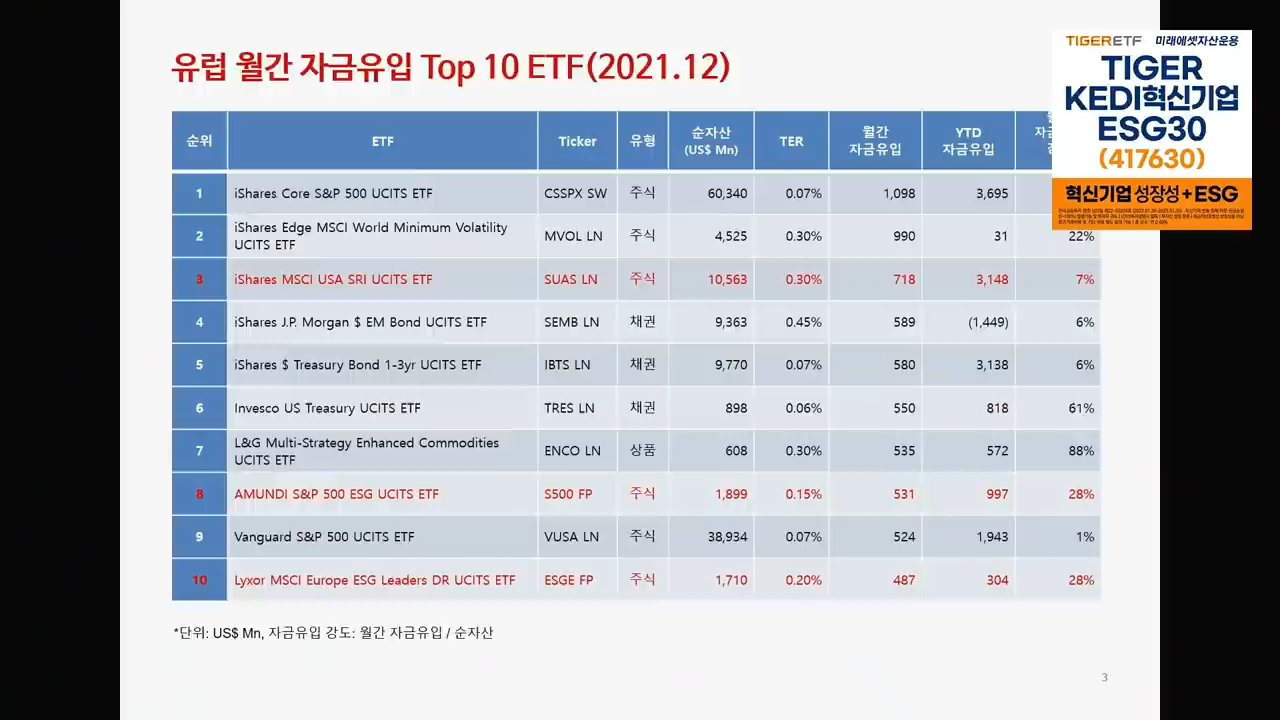 유럽 월간 자금유입 Top 10 ETF(2021.12)
TIGERETF 미래에셋자산운용
TIGER
KEDI혁신기업
ESG30
(417630)
혁신기업 성장성+ESG
순위 ETF Ticker 유형 순자산 (US$ Mn) TER 월간 자금유입 YTD 자금유입
1 iShares Core S&P 500 UCITS ETF CSSPX SW 주식 60,340 0.07% 1,098 3,695
2 iShares Edge MSCI World Minimum Volatility UCITS ETF MVOL LN 주식 4,525 0.30% 990 31 22%
3 iShares MSCI USA SRI UCITS ETF SUAS LN 주식 10,563 0.30% 718 3,148 7%
4 iShares J.P. Morgan $ EM Bond UCITS ETF SEMB LN 채권 9,363 0.45% 589 (1,449) 6%
5 iShares $ Treasury Bond 1-3yr UCITS ETF IBTS LN 채권 9,770 0.07% 580 3,138 6%
6 Invesco US Treasury UCITS ETF TRES LN 채권 898 0.06% 550 818 61%
7 L&G Multi-Strategy Enhanced Commodities UCITS ETF ENCO LN 상품 608 0.30% 535 572 88%
8 AMUNDI S&P 500 ESG UCITS ETF S500 FP 주식 1,899 0.15% 531 997 28%
9 Vanguard S&P 500 UCITS ETF VUSA LN 주식 38,934 0.07% 524 1,943 1%
10 Lyxor MSCI Europe ESG Leaders DR UCITS ETF ESGE FP 주식 1,710 0.20% 487 304 28%
*단위: US$ Mn, 자금유입 강도: 월간 자금유입 / 순자산
3